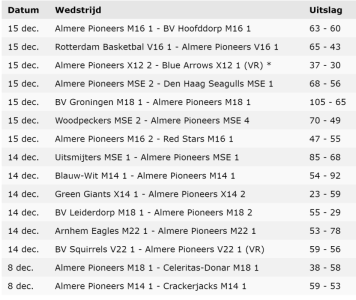 Datum Wedstrijd Uitslag
15 dec. Almere Pioneers M16 1 - BV Hoofddorp M16 1 63 - 60
15 dec. Rotterdam Basketbal V16 1 - Almere Pioneers V16 1 65 - 43
15 dec. Almere Pioneers X12 2 - Blue Arrows X12 1 (VR) * 37 - 30
15 dec. Almere Pioneers MSE 2 - Den Haag Seagulls MSE 1 68 - 56
15 dec. BV Groningen M18 1 - Almere Pioneers M18 1 105 - 65
15 dec. Woodpeckers MSE 2 - Almere Pioneers MSE 4 70 - 49
15 dec. Almere Pioneers M16 2 - Red Stars M16 1 47 - 55
14 dec. Uitsmijters MSE 1 - Almere Pioneers MSE 1 85 - 68
14 dec. Blauw-Wit M14 1 - Almere Pioneers M14 1 54 - 92
14 dec. Green Giants X14 1 - Almere Pioneers X14 2 23 - 59
14 dec. BV Leiderdorp M18 1 - Almere Pioneers M18 2 55 - 29
14 dec. Arnhem Eagles M22 1 - Almere Pioneers M22 1 53 - 78
14 dec. BV Squirrels V22 1 - Almere Pioneers V22 1 (VR) 59 - 56
8 dec. Almere Pioneers M18 1 - Celeritas-Donar M18 1 38 - 58
8 dec. Almere Pioneers M14 1 - Crackerjacks M14 1 59 - 53